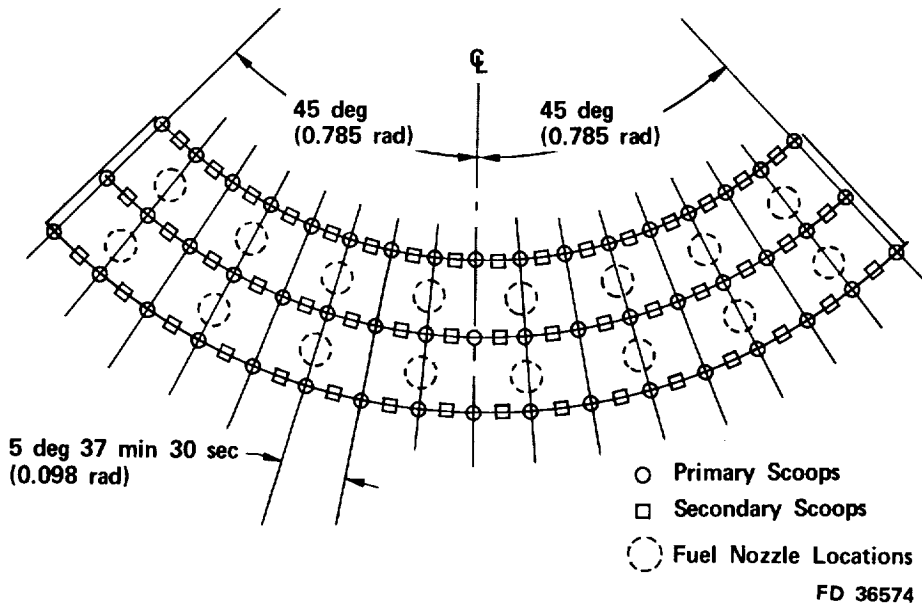 ℄
45 deg
(0.785 rad)
45 deg
(0.785 rad)
5 deg 37 min 30 sec
(0.098 rad)
Primary Scoops
Secondary Scoops
Fuel Nozzle Locations
FD 36574